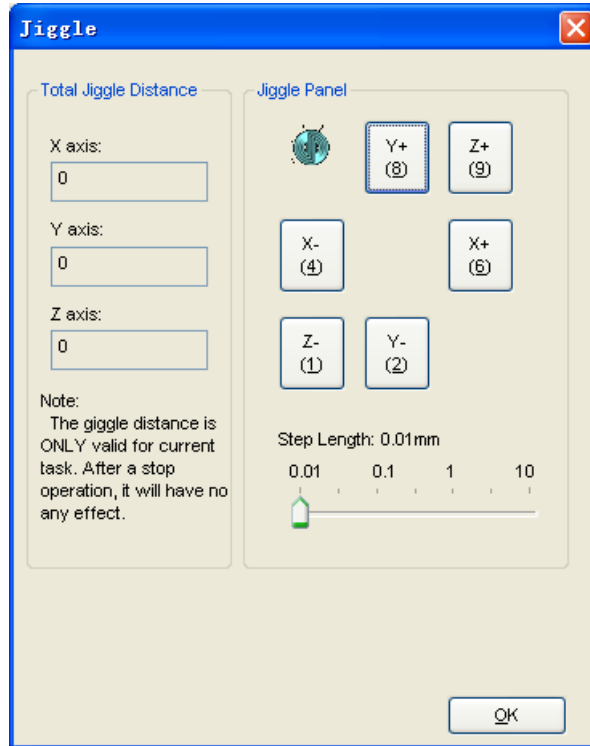 Jiggle
Total Jiggle Distance
X axis:
0
Y axis:
0
Z axis:
0
Note:
The giggle distance is
ONLY valid for current
task. After a stop
operation, it will have no
any effect.
Jiggle Panel
Y+
(8)
Z+
(9)
X-
(4)
X+
(6)
Z-
(1)
Y-
(2)
Step Length: 0.01mm
0.01 0.1 1 10
OK